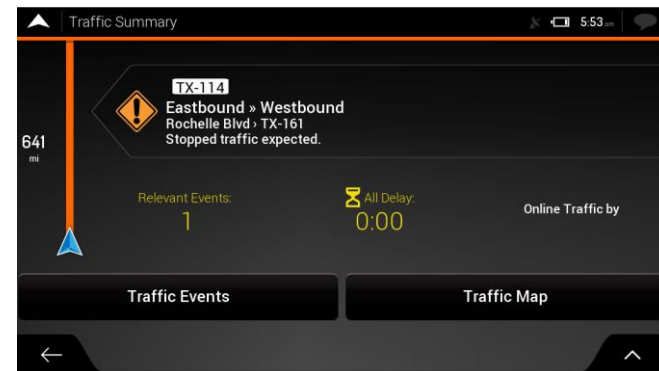 Traffic Summary
5:53 am
TX-114
Eastbound » Westbound
Rochelle Blvd › TX-161
Stopped traffic expected.
641
mi
Relevant Events:
1
All Delay:
0:00
Online Traffic by
Traffic Events
Traffic Map